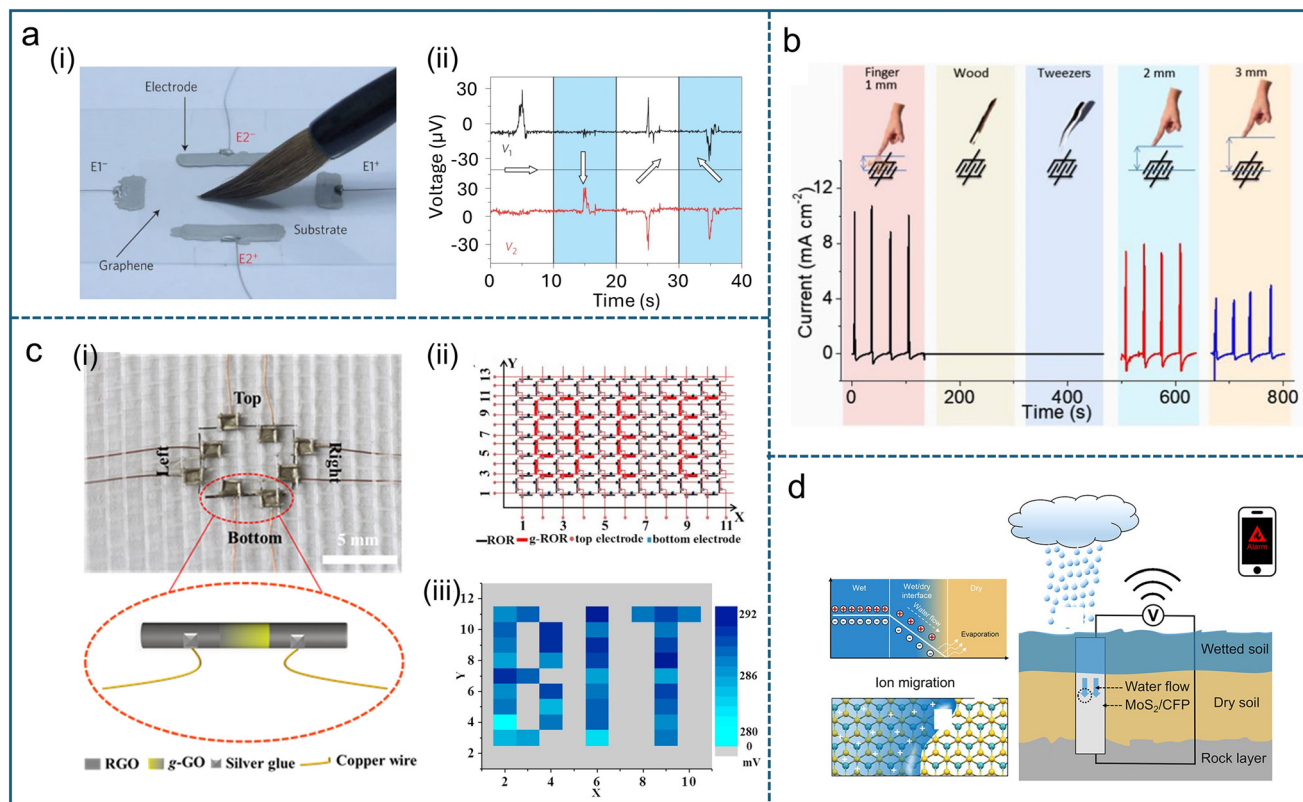 a
(i)
Electrode
E2⁻
E1⁻
E1⁺
Substrate
Graphene
E2⁺
(ii)
Voltage (µV)
30
0
-30
V₁
30
0
-30
V₂
0 10 20 30 40
Time (s)
b
Finger
1 mm
Wood
Tweezers
2 mm
3 mm
Current (mA cm⁻²)
12
8
4
0
0 200 400 600 800
Time (s)
c
(i)
Top
Left
Right
Bottom
5 mm
RGO g-GO Silver glue Copper wire
(ii)
Y
13
11
9
7
5
3
1
1 3 5 7 9 11
X
ROR g-ROR top electrode bottom electrode
(iii)
12
10
8
6
4
2
Y
2 4 6 8 10
X
292
286
280
0
mV
d
Wet
Wet/dry
interface
Dry
Water flow
Evaporation
Ion migration
Alarm
V
Wetted soil
Water flow
MoS₂/CFP
Dry soil
Rock layer